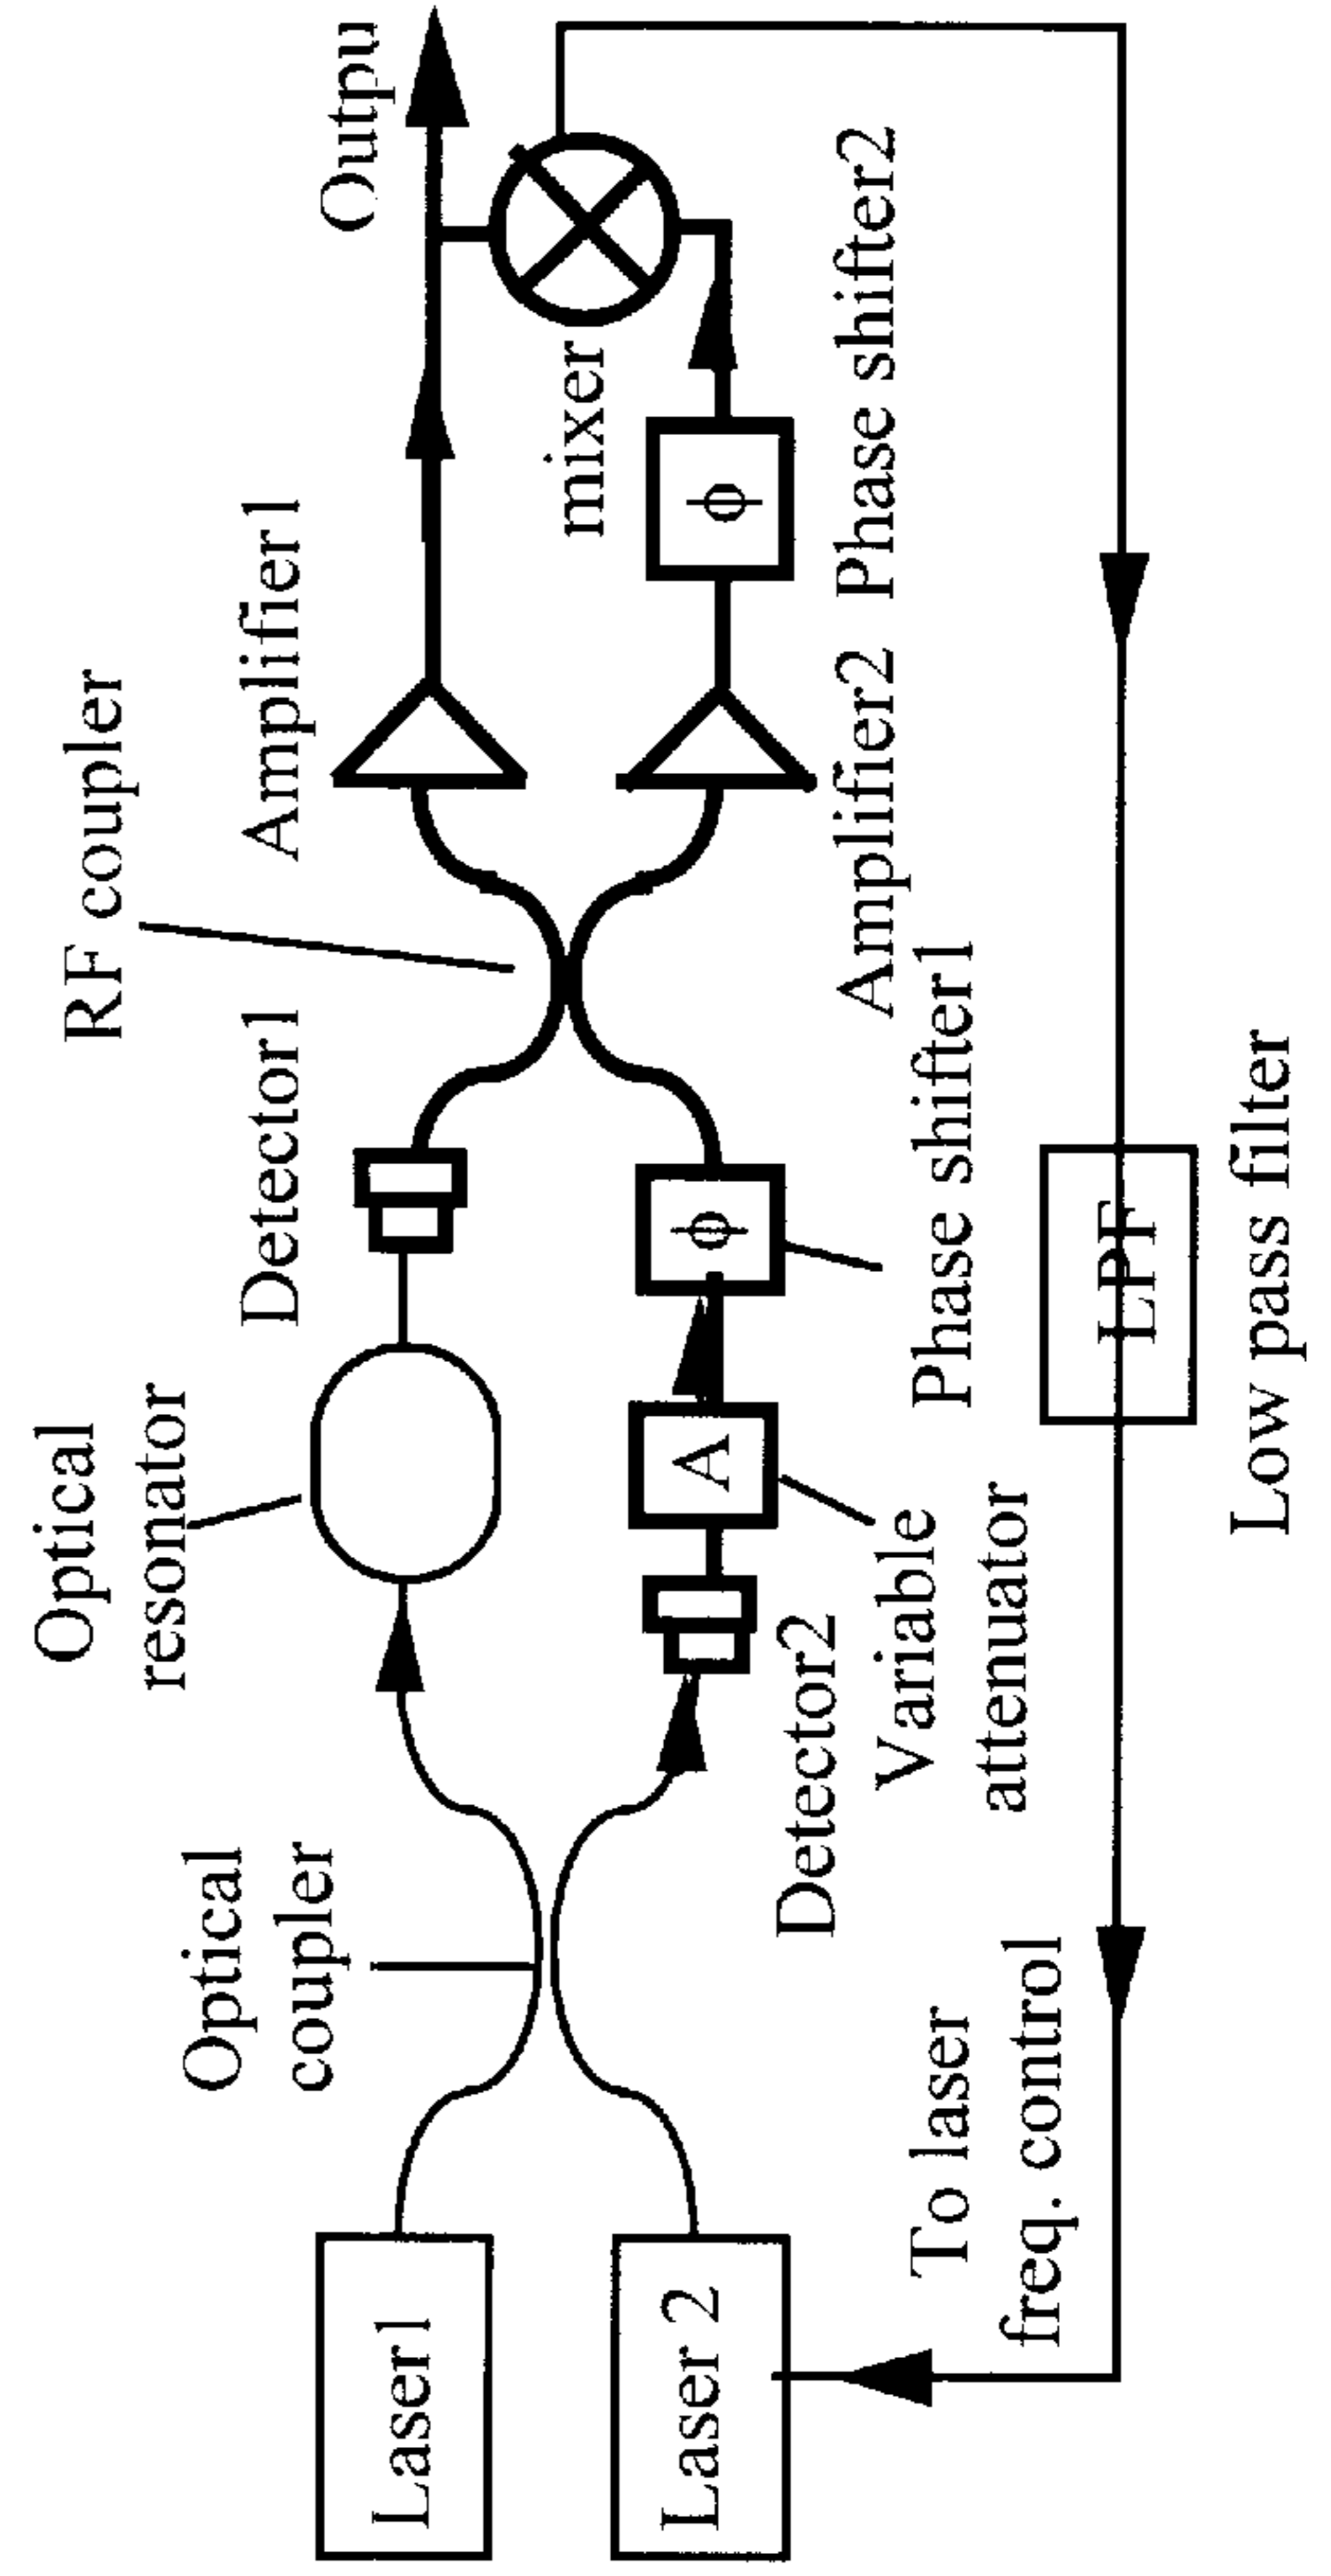 Laser1
Laser 2
Optical
coupler
To laser
freq. control
Optical
resonator
Detector1
Detector2
Variable
attenuator
A
ϕ
Phase shifter1
RF coupler
Amplifier1
Amplifier2
ϕ
Phase shifter2
mixer
Outpu
LPF
Low pass filter